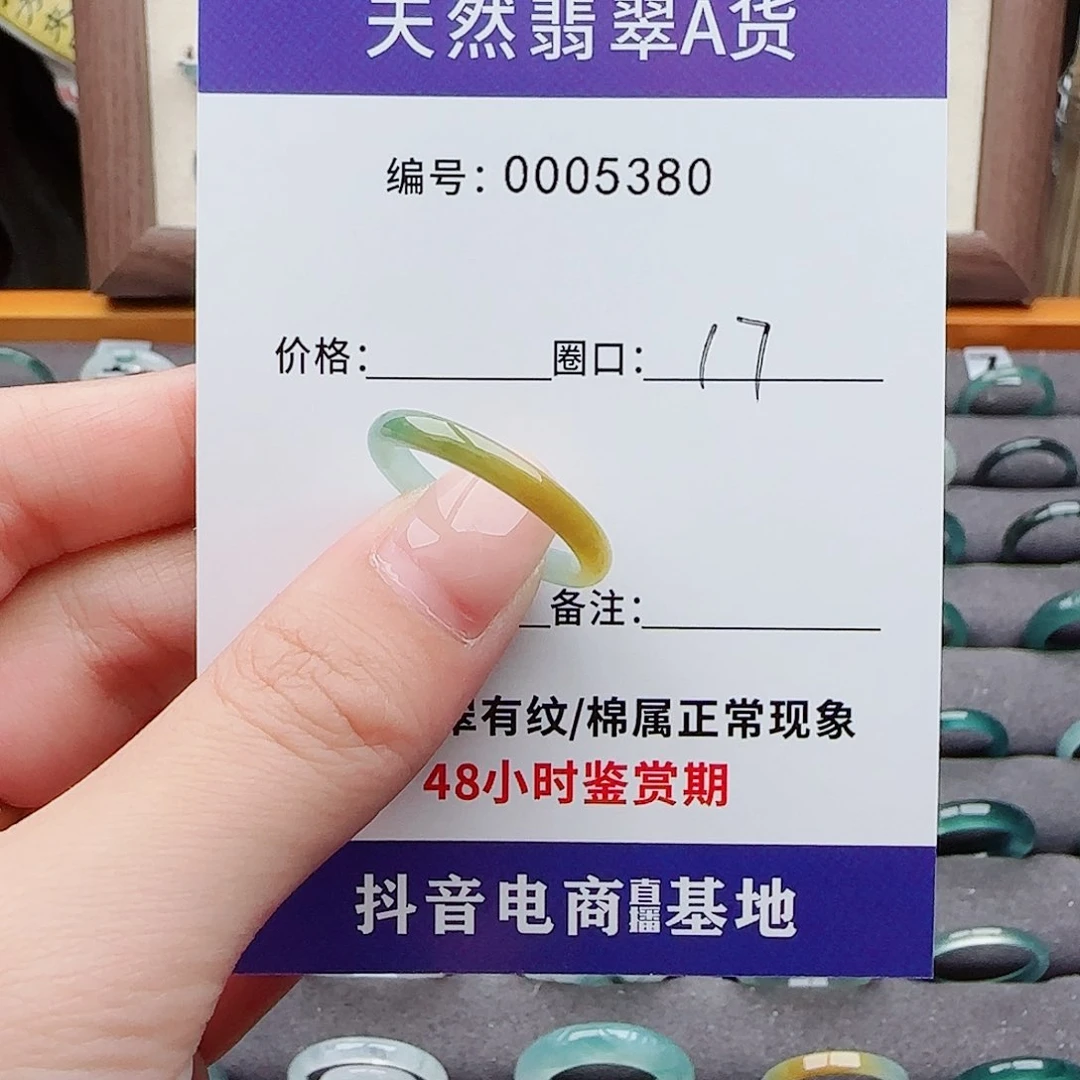 天然翡翠A货
编号：0005380
价格：
圈口： 17
备注：
翠有纹/棉属正常现象
48小时鉴赏期
抖音电商直播基地